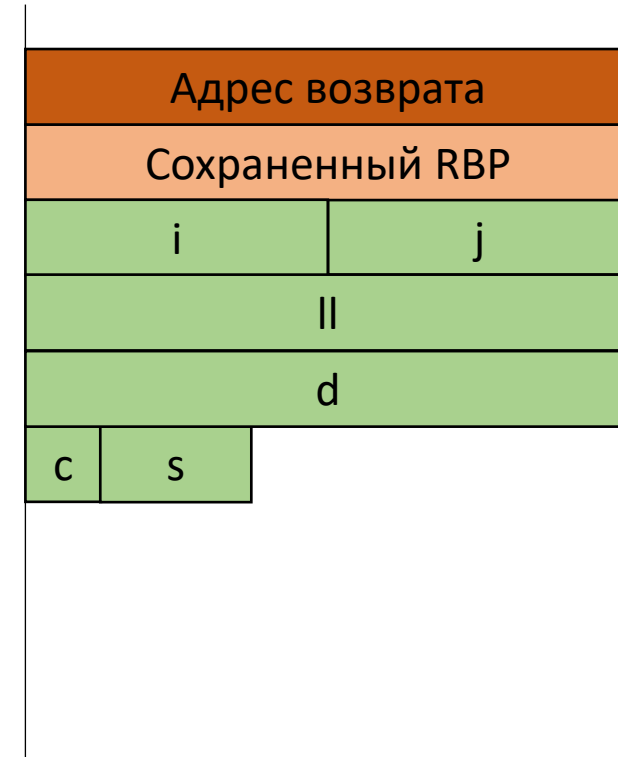 Адрес возврата
Сохраненный RBP
i j
ll
d
c s